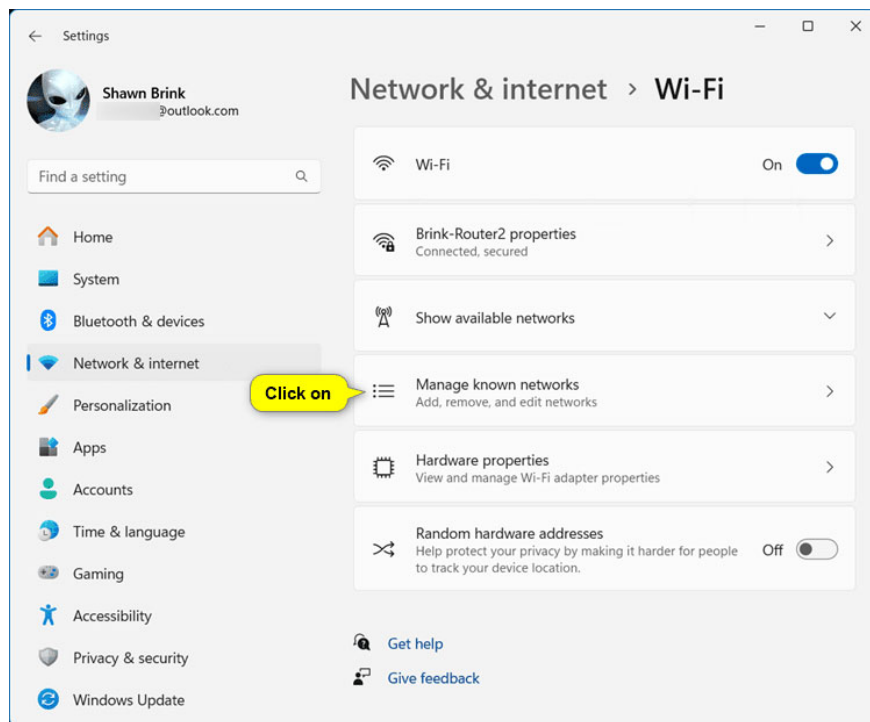 Settings
Shawn Brink
@outlook.com
Find a setting
Home
System
Bluetooth & devices
Network & internet
Personalization
Apps
Accounts
Time & language
Gaming
Accessibility
Privacy & security
Windows Update
Network & internet > Wi-Fi
Wi-Fi
On
Brink-Router2 properties
Connected, secured
Show available networks
Click on
Manage known networks
Add, remove, and edit networks
Hardware properties
View and manage Wi-Fi adapter properties
Random hardware addresses
Help protect your privacy by making it harder for people
to track your device location.
Off
Get help
Give feedback